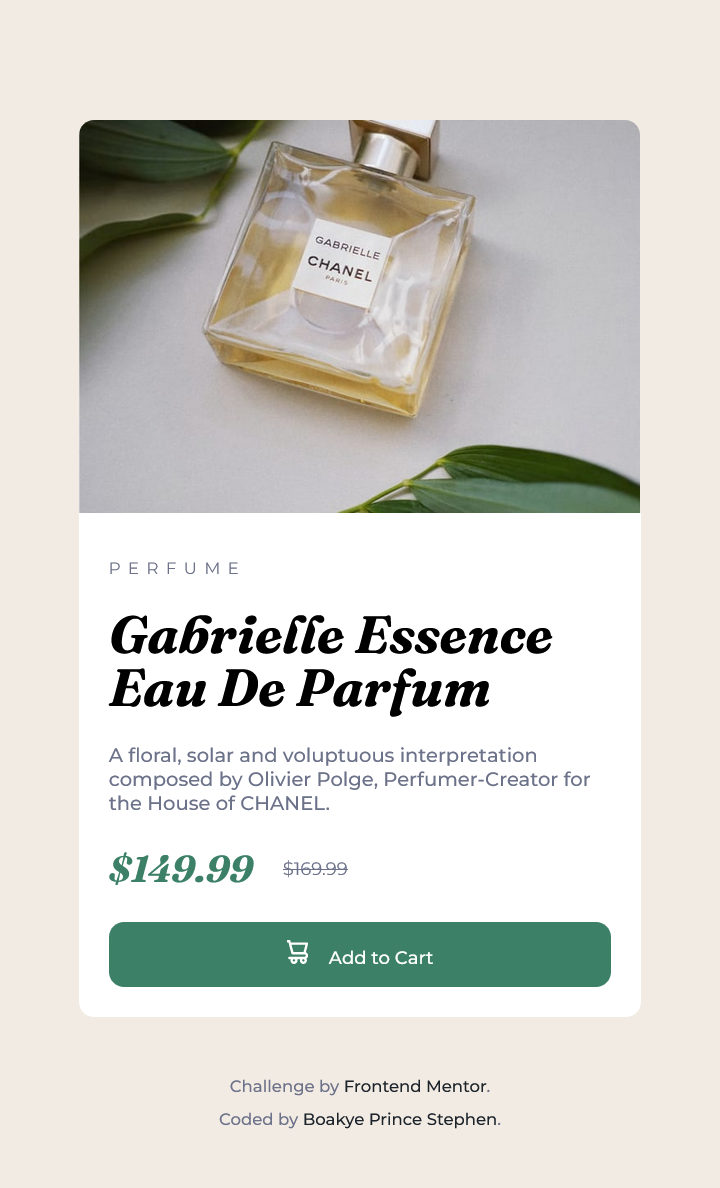 GABRIELLE
CHANEL
PARIS
PERFUME
Gabrielle Essence
Eau De Parfum
A floral, solar and voluptuous interpretation
composed by Olivier Polge, Perfumer-Creator for
the House of CHANEL.
$149.99 $169.99
Add to Cart
Challenge by Frontend Mentor.
Coded by Boakye Prince Stephen.